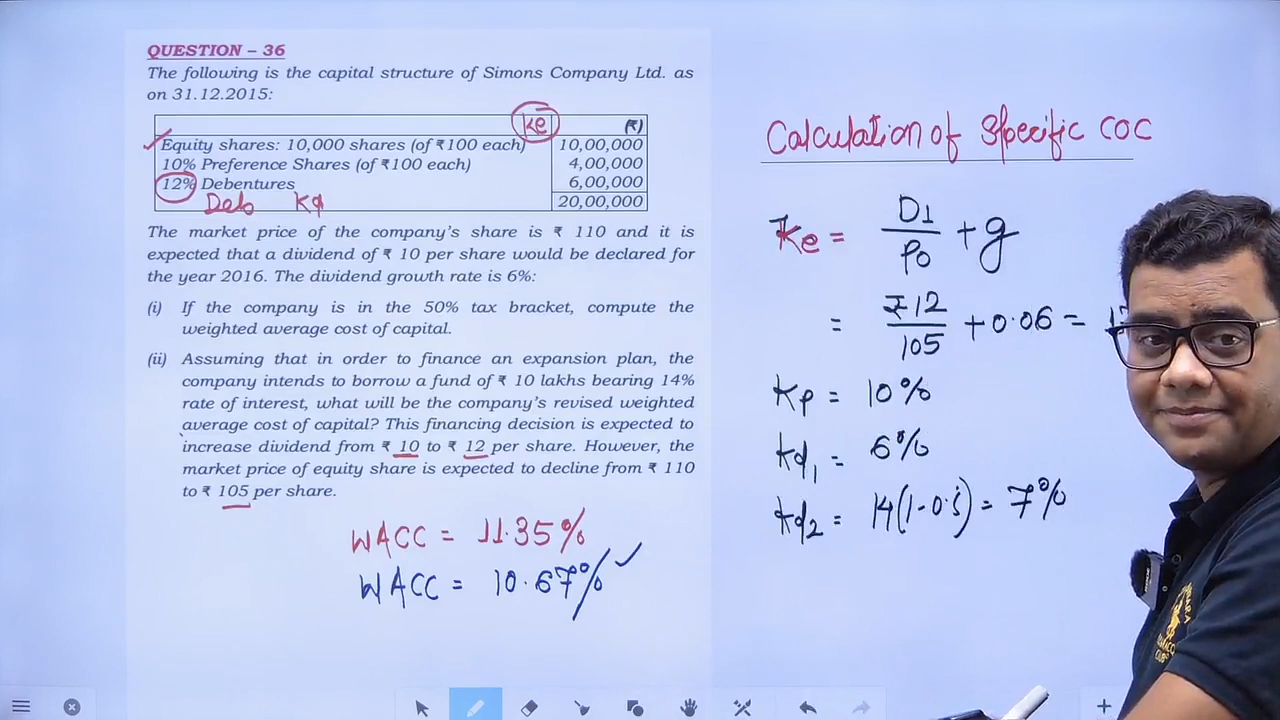 QUESTION – 36
The following is the capital structure of Simons Company Ltd. as
on 31.12.2015:
Ke (₹)
Equity shares: 10,000 shares (of ₹100 each) 10,00,000
10% Preference Shares (of ₹100 each) 4,00,000
12% Debentures 6,00,000
Deb Kd 20,00,000
The market price of the company's share is ₹ 110 and it is
expected that a dividend of ₹ 10 per share would be declared for
the year 2016. The dividend growth rate is 6%:
(i) If the company is in the 50% tax bracket, compute the
weighted average cost of capital.
(ii) Assuming that in order to finance an expansion plan, the
company intends to borrow a fund of ₹ 10 lakhs bearing 14%
rate of interest, what will be the company's revised weighted
average cost of capital? This financing decision is expected to
increase dividend from ₹ 10 to ₹ 12 per share. However, the
market price of equity share is expected to decline from ₹ 110
to ₹ 105 per share.
WACC = 11.35%
WACC = 10.67% ✓
Calculation of Specific COC
Ke = D1/P0 + g
= ₹12/105 + 0.06 =
Kp = 10%
Kd1 = 6%
Kd2 = 14(1-0.5) = 7%